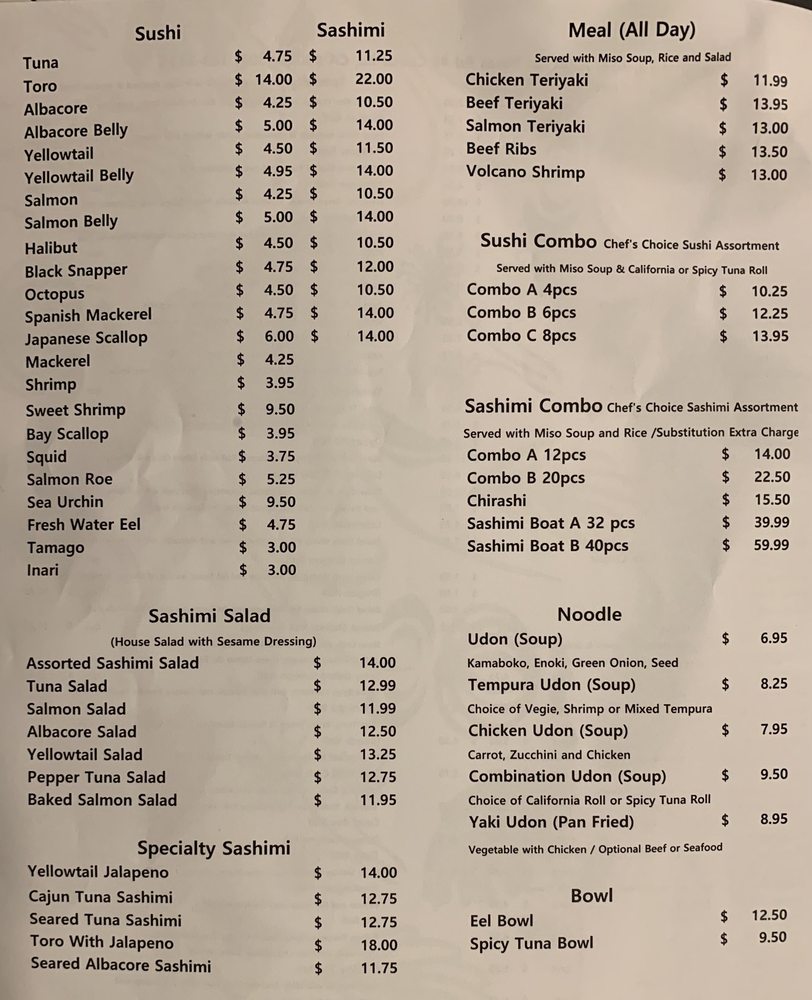 Sushi Sashimi
Tuna $ 4.75 $ 11.25
Toro $ 14.00 $ 22.00
Albacore $ 4.25 $ 10.50
Albacore Belly $ 5.00 $ 14.00
Yellowtail $ 4.50 $ 11.50
Yellowtail Belly $ 4.95 $ 14.00
Salmon $ 4.25 $ 10.50
Salmon Belly $ 5.00 $ 14.00
Halibut $ 4.50 $ 10.50
Black Snapper $ 4.75 $ 12.00
Octopus $ 4.50 $ 10.50
Spanish Mackerel $ 4.75 $ 14.00
Japanese Scallop $ 6.00 $ 14.00
Mackerel $ 4.25
Shrimp $ 3.95
Sweet Shrimp $ 9.50
Bay Scallop $ 3.95
Squid $ 3.75
Salmon Roe $ 5.25
Sea Urchin $ 9.50
Fresh Water Eel $ 4.75
Tamago $ 3.00
Inari $ 3.00
Sashimi Salad
(House Salad with Sesame Dressing)
Assorted Sashimi Salad $ 14.00
Tuna Salad $ 12.99
Salmon Salad $ 11.99
Albacore Salad $ 12.50
Yellowtail Salad $ 13.25
Pepper Tuna Salad $ 12.75
Baked Salmon Salad $ 11.95
Specialty Sashimi
Yellowtail Jalapeno $ 14.00
Cajun Tuna Sashimi $ 12.75
Seared Tuna Sashimi $ 12.75
Toro With Jalapeno $ 18.00
Seared Albacore Sashimi $ 11.75
Meal (All Day)
Served with Miso Soup, Rice and Salad
Chicken Teriyaki $ 11.99
Beef Teriyaki $ 13.95
Salmon Teriyaki $ 13.00
Beef Ribs $ 13.50
Volcano Shrimp $ 13.00
Sushi Combo Chef's Choice Sushi Assortment
Served with Miso Soup & California or Spicy Tuna Roll
Combo A 4pcs $ 10.25
Combo B 6pcs $ 12.25
Combo C 8pcs $ 13.95
Sashimi Combo Chef's Choice Sashimi Assortment
Served with Miso Soup and Rice /Substitution Extra Charge
Combo A 12pcs $ 14.00
Combo B 20pcs $ 22.50
Chirashi $ 15.50
Sashimi Boat A 32 pcs $ 39.99
Sashimi Boat B 40pcs $ 59.99
Noodle
Udon (Soup) $ 6.95
Kamaboko, Enoki, Green Onion, Seed
Tempura Udon (Soup) $ 8.25
Choice of Vegie, Shrimp or Mixed Tempura
Chicken Udon (Soup) $ 7.95
Carrot, Zucchini and Chicken
Combination Udon (Soup) $ 9.50
Choice of California Roll or Spicy Tuna Roll
Yaki Udon (Pan Fried) $ 8.95
Vegetable with Chicken / Optional Beef or Seafood
Bowl
Eel Bowl $ 12.50
Spicy Tuna Bowl $ 9.50